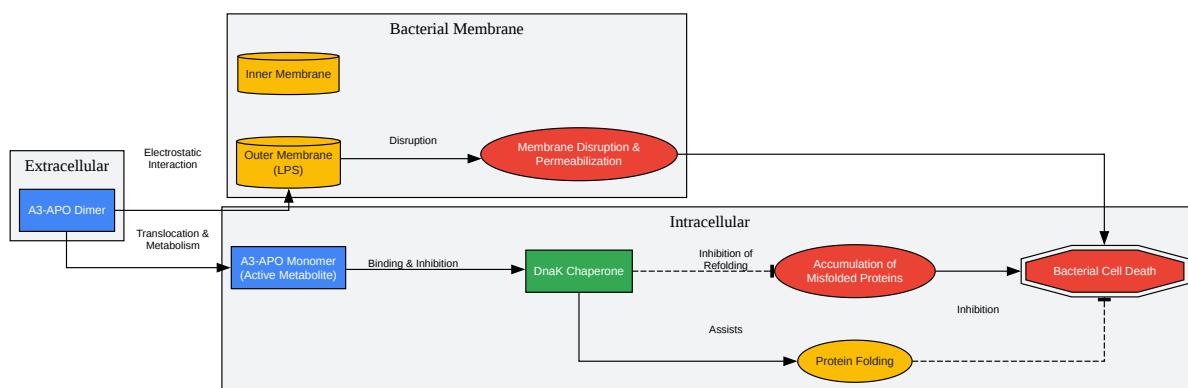 Bacterial Membrane
Inner Membrane
Outer Membrane
(LPS)
Disruption
Membrane Disruption &
Permeabilization
Electrostatic
Interaction
Extracellular
A3-APO Dimer
Translocation &
Metabolism
Intracellular
A3-APO Monomer
(Active Metabolite)
Binding & Inhibition
DnaK Chaperone
Inhibition of
Refolding
Accumulation of
Misfolded Proteins
Bacterial Cell Death
Inhibition
Assists
Protein Folding